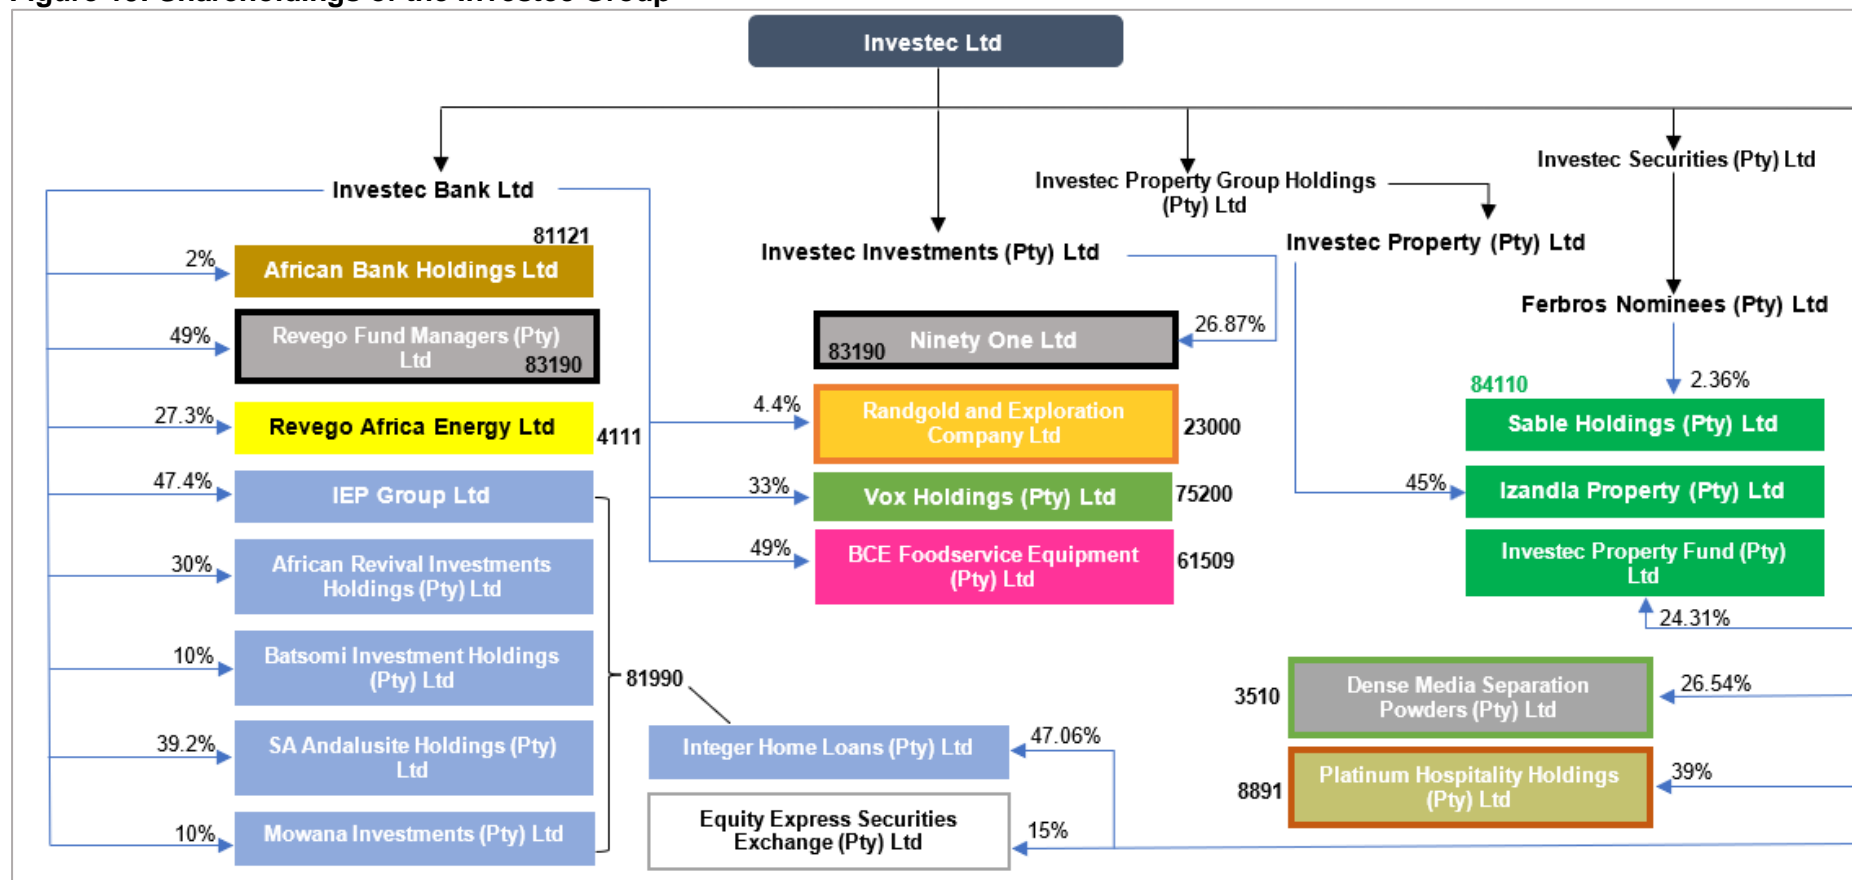 Figure 10: Shareholdings of the Investec Group
Investec Ltd
Investec Bank Ltd
Investec Investments (Pty) Ltd
Investec Property Group Holdings
(Pty) Ltd
Investec Property (Pty) Ltd
Investec Securities (Pty) Ltd
Ferbros Nominees (Pty) Ltd
81121
2%
African Bank Holdings Ltd
49%
Revego Fund Managers (Pty)
Ltd
83190
27.3%
Revego Africa Energy Ltd
4111
47.4%
IEP Group Ltd
30%
African Revival Investments
Holdings (Pty) Ltd
10%
Batsomi Investment Holdings
(Pty) Ltd
39.2%
SA Andalusite Holdings (Pty)
Ltd
10%
Mowana Investments (Pty) Ltd
81990
Ninety One Ltd
83190
26.87%
4.4%
Randgold and Exploration
Company Ltd
23000
33%
Vox Holdings (Pty) Ltd
75200
49%
BCE Foodservice Equipment
(Pty) Ltd
61509
Integer Home Loans (Pty) Ltd
47.06%
Equity Express Securities
Exchange (Pty) Ltd
15%
84110
2.36%
Sable Holdings (Pty) Ltd
45%
Izandla Property (Pty) Ltd
Investec Property Fund (Pty)
Ltd
24.31%
3510
Dense Media Separation
Powders (Pty) Ltd
26.54%
8891
Platinum Hospitality Holdings
(Pty) Ltd
39%